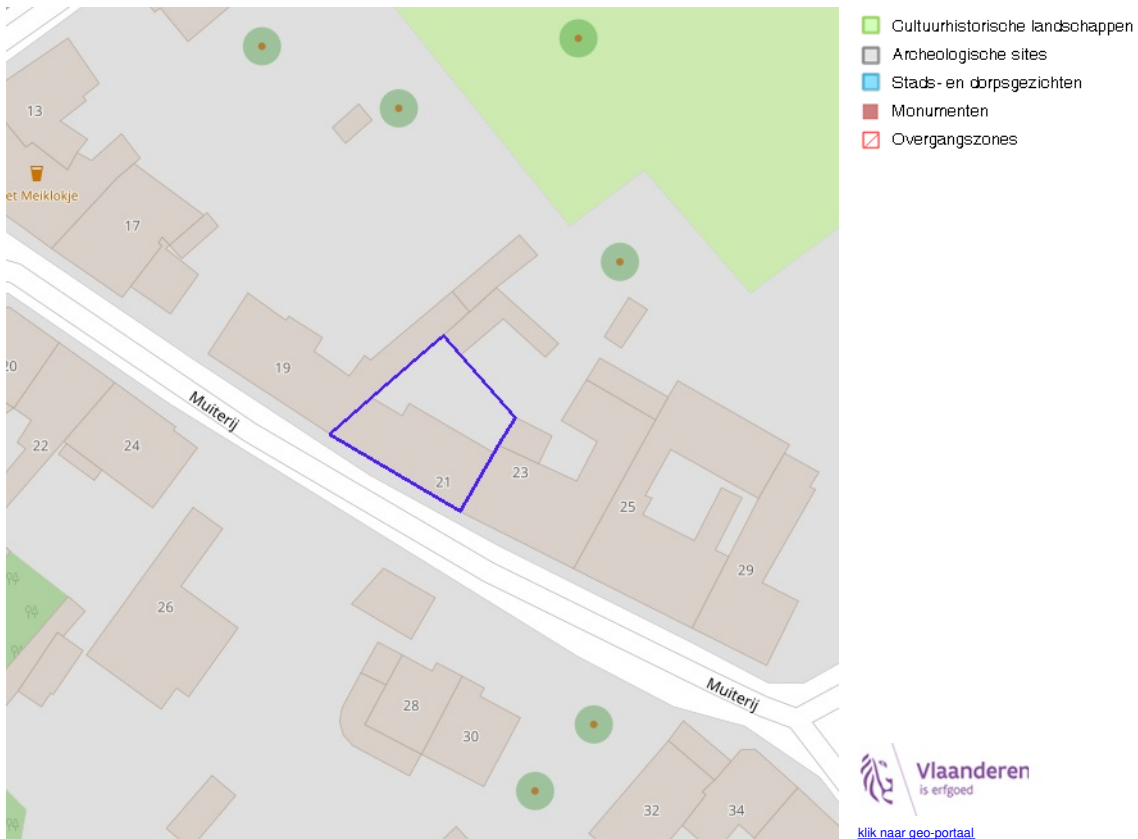 Cultuurhistorische landschappen
Archeologische sites
Stads- en dorpsgezichten
Monumenten
Overgangszones
13
et Meiklokje
17
19
20
Muiterij
22
24
21
23
25
29
26
Muiterij
28
30
32
34
Vlaanderen
is erfgoed
klik naar geo-portaal